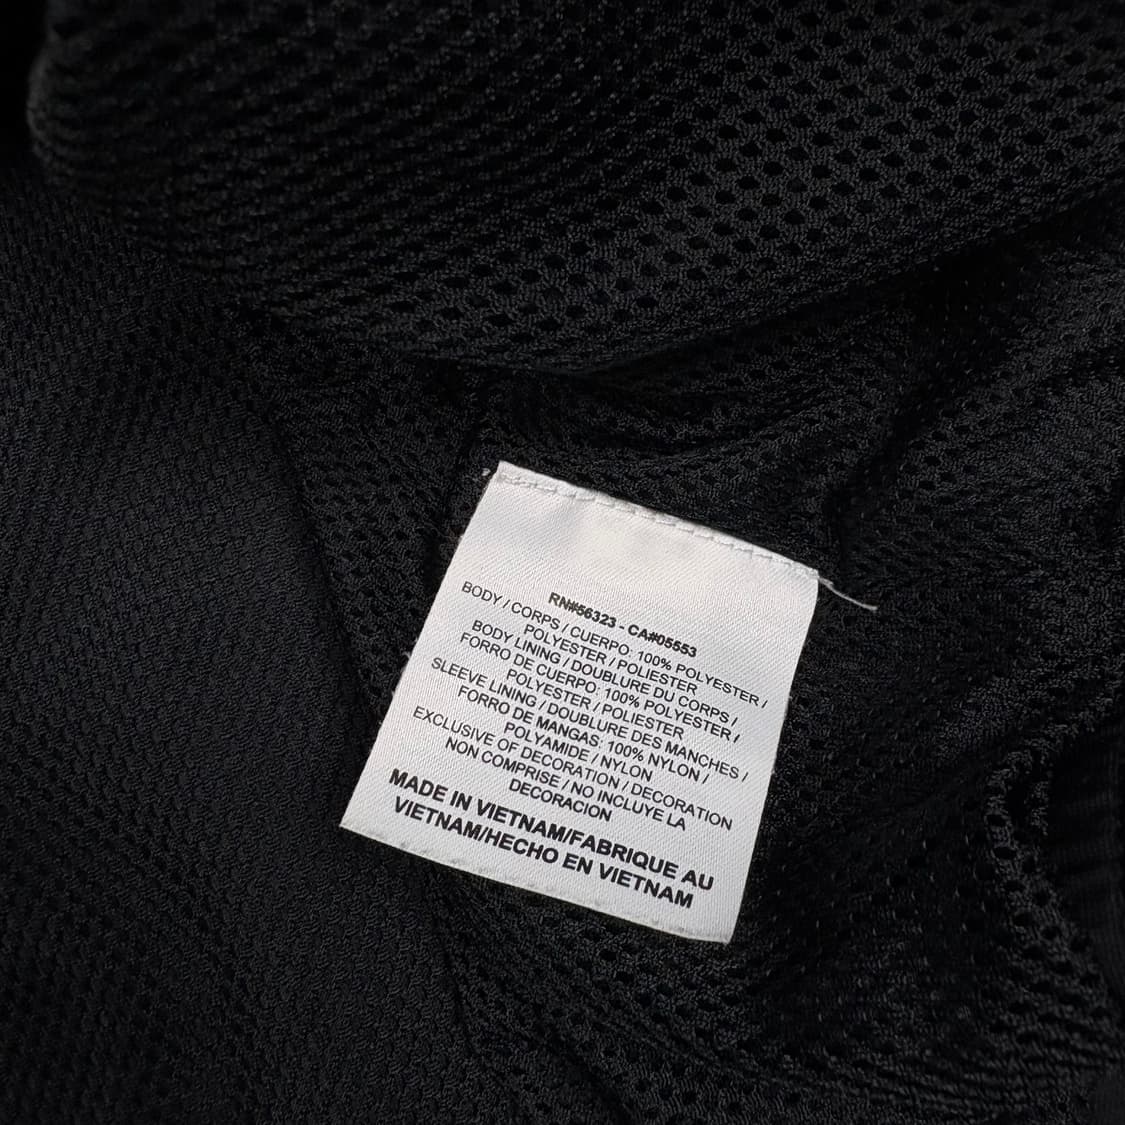 RN#56323 - CA#05553
BODY / CORPS / CUERPO: 100% POLYESTER /
POLYESTER / POLIESTER
BODY LINING / DOUBLURE DU CORPS /
FORRO DE CUERPO: 100% POLYESTER /
POLYESTER / POLIESTER
SLEEVE LINING / DOUBLURE DES MANCHES /
FORRO DE MANGAS: 100% NYLON /
POLYAMIDE / NYLON
EXCLUSIVE OF DECORATION / DECORATION
NON COMPRISE / NO INCLUYE LA
DECORACION
MADE IN VIETNAM/FABRIQUE AU
VIETNAM/HECHO EN VIETNAM